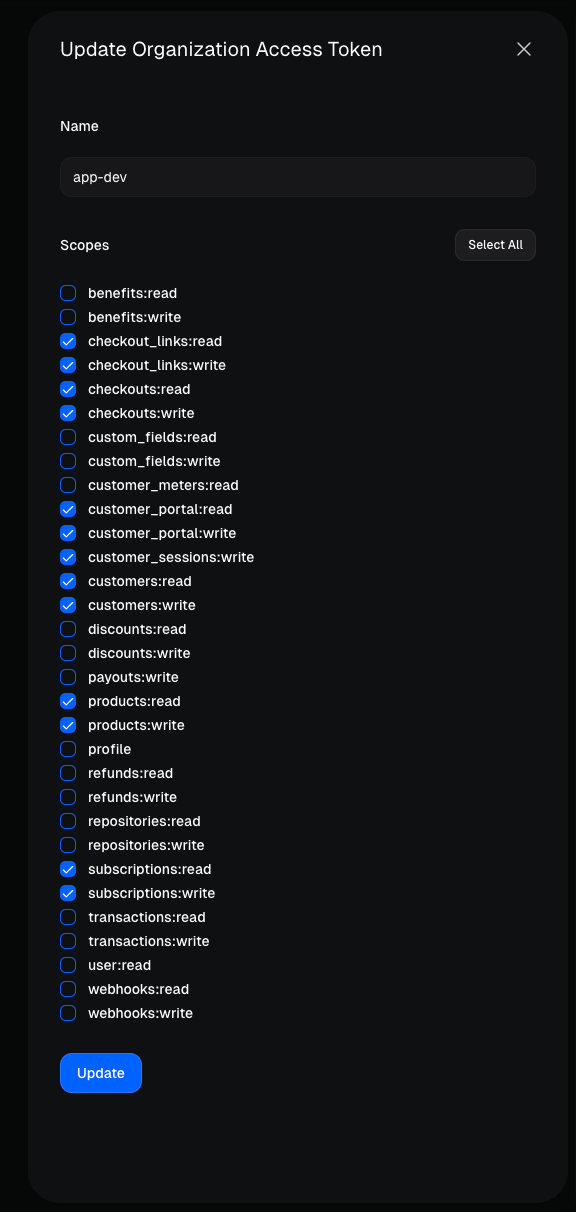 Update Organization Access Token
Name
app-dev
Scopes
Select All
benefits:read
benefits:write
checkout_links:read
checkout_links:write
checkouts:read
checkouts:write
custom_fields:read
custom_fields:write
customer_meters:read
customer_portal:read
customer_portal:write
customer_sessions:write
customers:read
customers:write
discounts:read
discounts:write
payouts:write
products:read
products:write
profile
refunds:read
refunds:write
repositories:read
repositories:write
subscriptions:read
subscriptions:write
transactions:read
transactions:write
user:read
webhooks:read
webhooks:write
Update